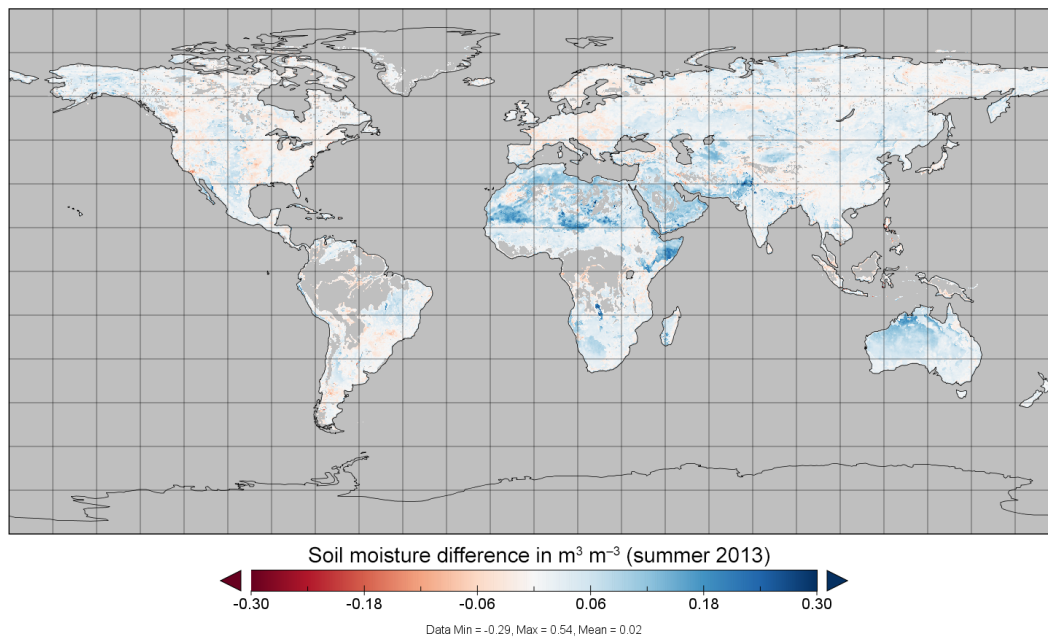 Soil moisture difference in m³ m⁻³ (summer 2013)
-0.30 -0.18 -0.06 0.06 0.18 0.30
Data Min = -0.29, Max = 0.54, Mean = 0.02